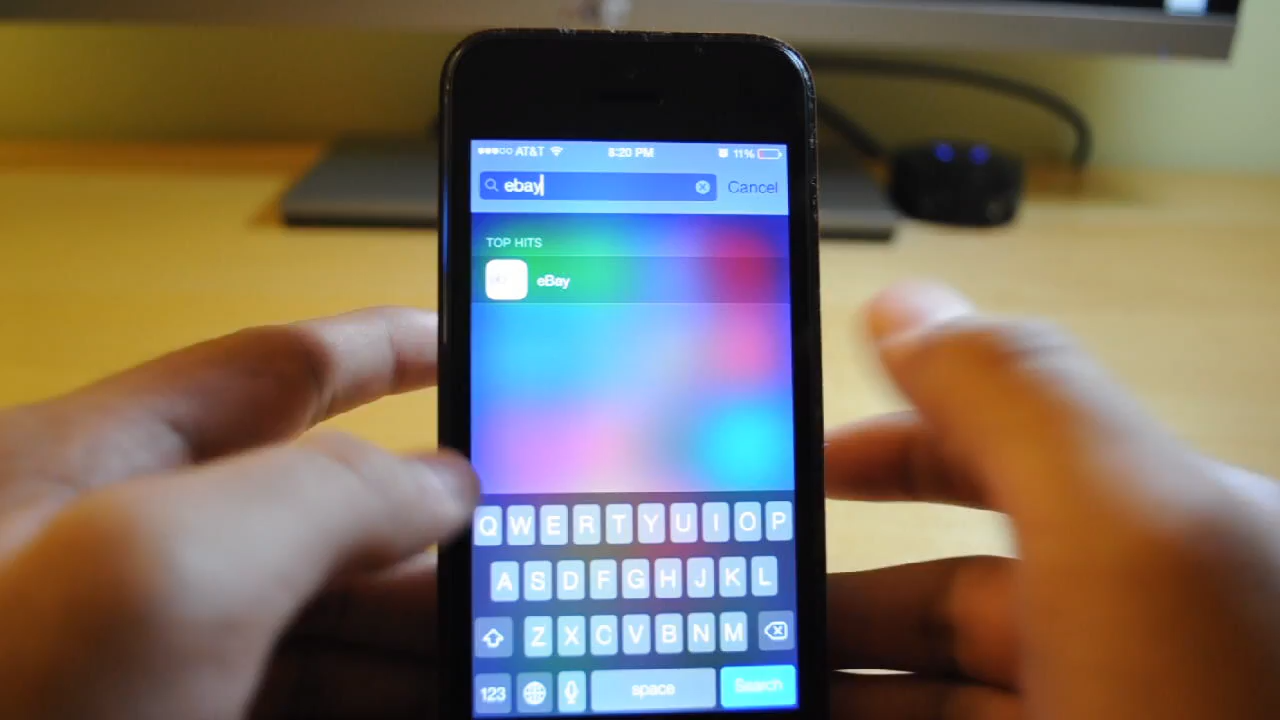 AT&T 8:20 PM 11%
ebay Cancel
TOP HITS
eBay
Q W E R T Y U I O P
A S D F G H J K L
Z X C V B N M
123 space Search